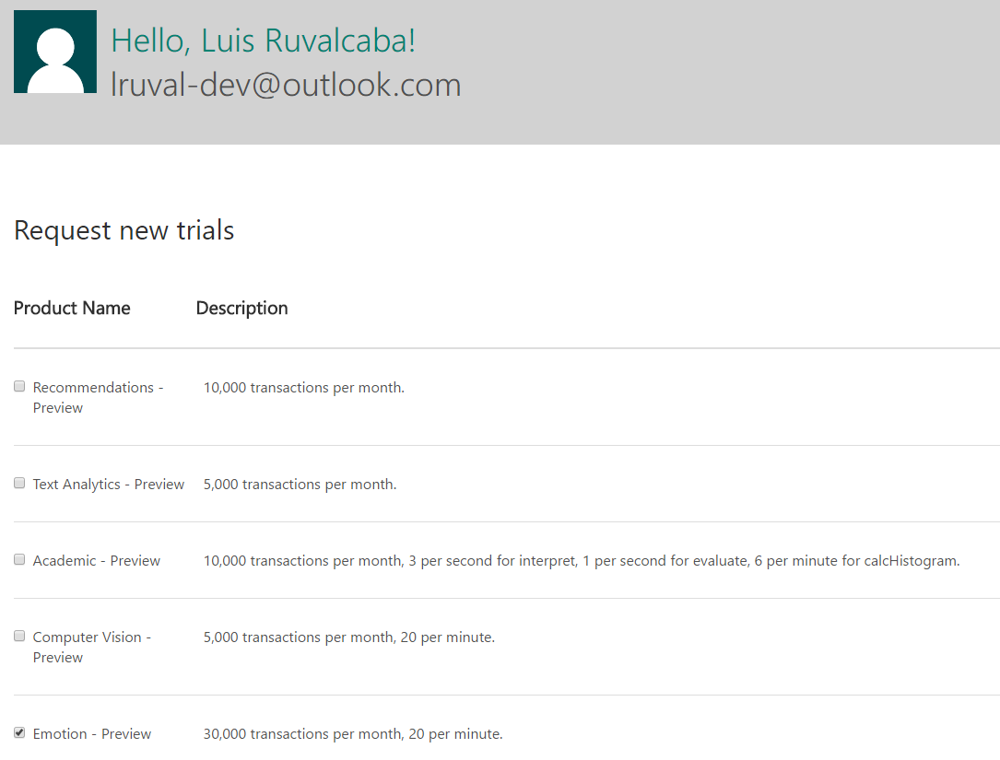 Hello, Luis Ruvalcaba!
lruval-dev@outlook.com
Request new trials
Product Name Description
Recommendations - 10,000 transactions per month.
Preview
Text Analytics - Preview 5,000 transactions per month.
Academic - Preview 10,000 transactions per month, 3 per second for interpret, 1 per second for evaluate, 6 per minute for calcHistogram.
Computer Vision - 5,000 transactions per month, 20 per minute.
Preview
Emotion - Preview 30,000 transactions per month, 20 per minute.